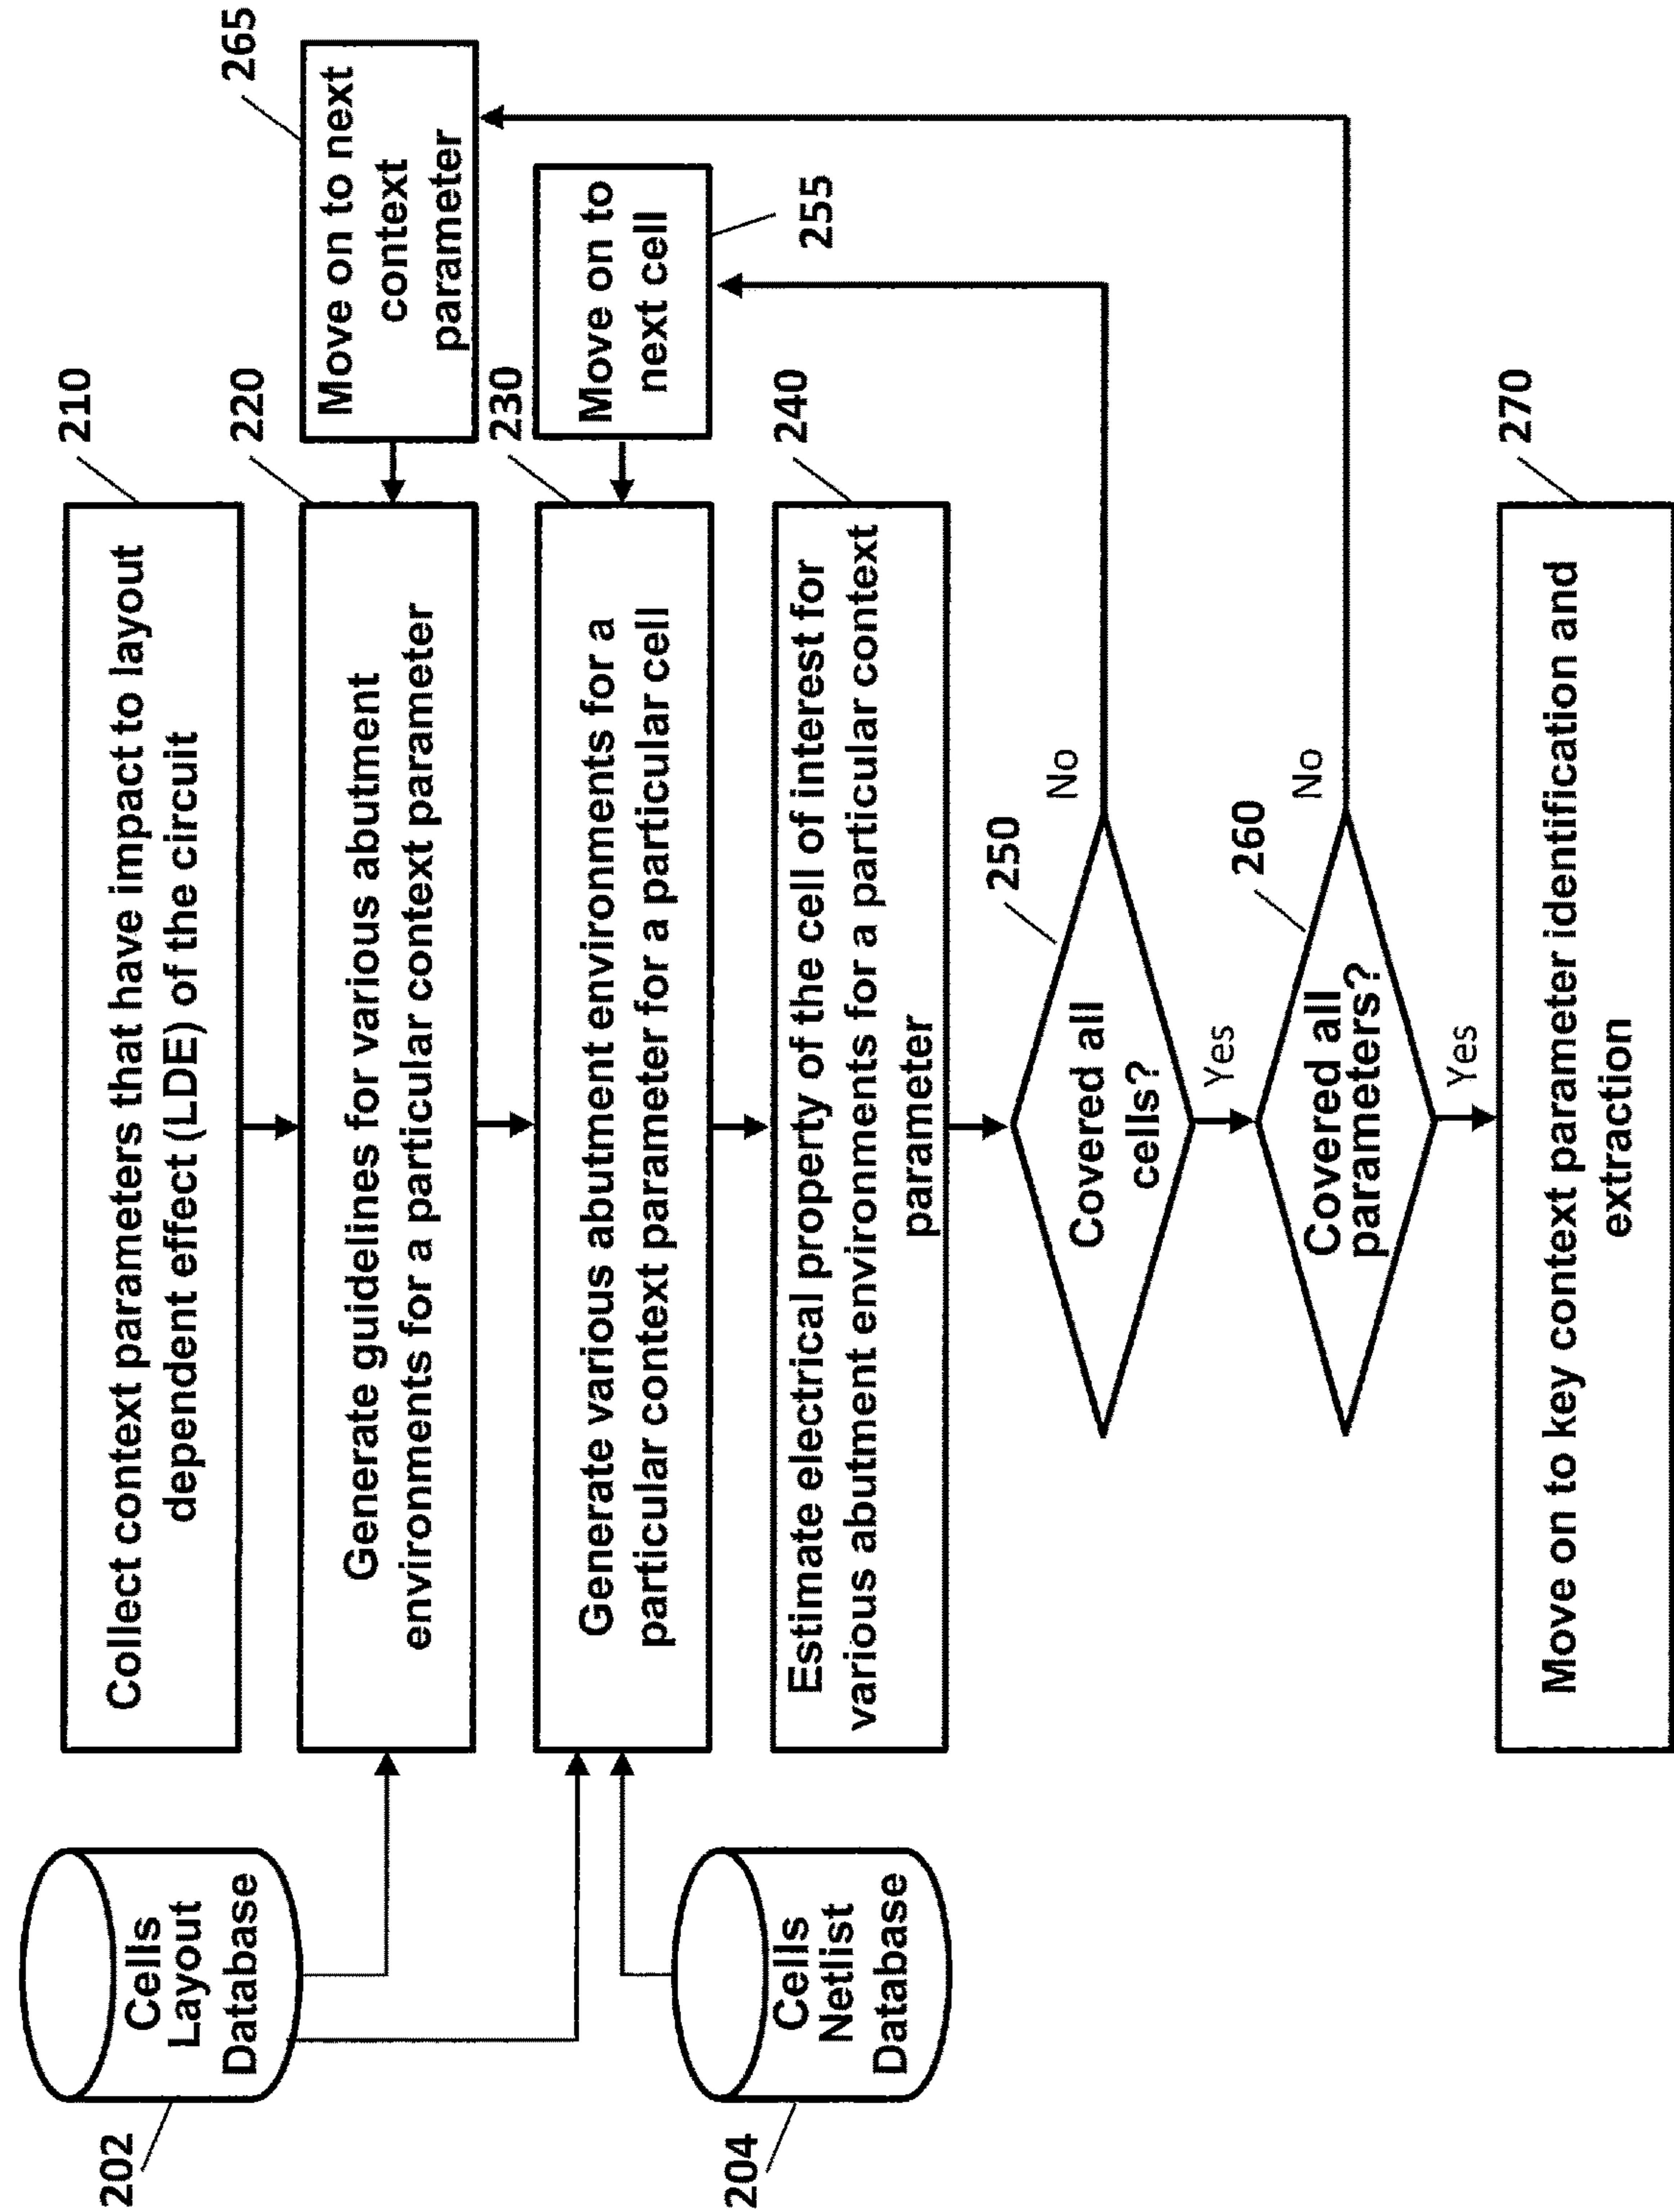 210
Collect context parameters that have impact to layout
dependent effect (LDE) of the circuit
202
Cells
Layout
Database
220
Generate guidelines for various abutment
environments for a particular context parameter
265
Move on to next
context
parameter
230
Generate various abutment environments for a
particular context parameter for a particular cell
Move on to
next cell
255
204
Cells
Netlist
Database
240
Estimate electrical property of the cell of interest for
various abutment environments for a particular context
parameter
250
Covered all
cells?
No
Yes
260
Covered all
parameters?
No
Yes
270
Move on to key context parameter identification and
extraction